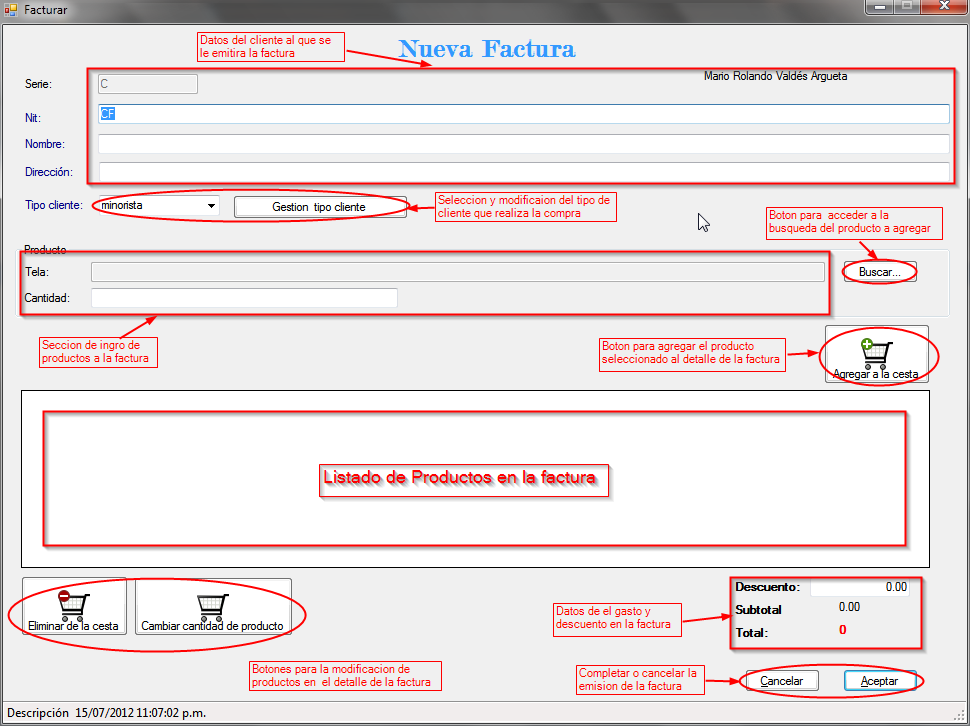 Facturar
Datos del cliente al que se
le emitira la factura
Nueva Factura
Mario Rolando Valdés Argueta
Serie:
C
Nit:
CF
Nombre:
Dirección:
Tipo cliente:
minorista
Gestion tipo cliente
Seleccion y modificaion del tipo de
cliente que realiza la compra
Boton para acceder a la
busqueda del producto a agregar
Producto
Tela:
Buscar...
Cantidad:
Seccion de ingro de
productos a la factura
Boton para agregar el producto
seleccionado al detalle de la factura
Agregar a la cesta
Listado de Productos en la factura
Eliminar de la cesta
Cambiar cantidad de producto
Datos de el gasto y
descuento en la factura
Descuento: 0.00
Subtotal 0.00
Total: 0
Botones para la modificacion de
productos en el detalle de la factura
Completar o cancelar la
emision de la factura
Cancelar
Aceptar
Descripción 15/07/2012 11:07:02 p.m.